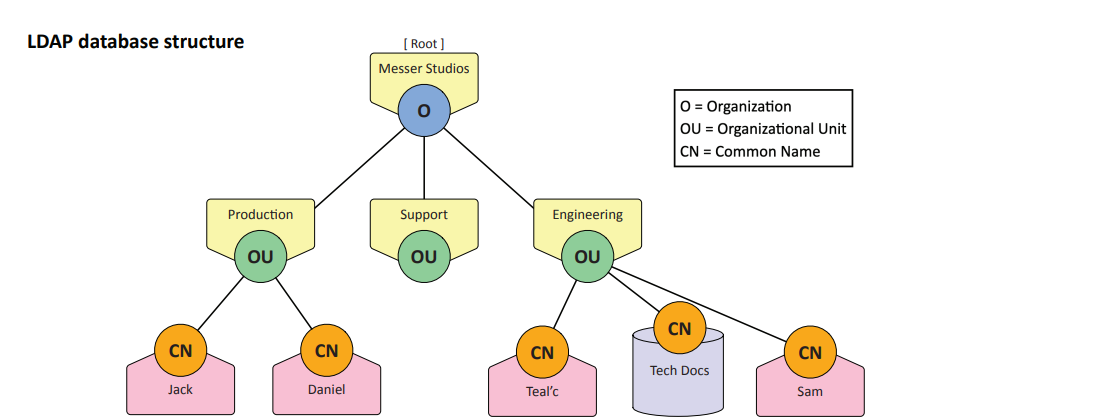 LDAP database structure
[ Root ]
Messer Studios
O
O = Organization
OU = Organizational Unit
CN = Common Name
Production
Support
Engineering
OU
OU
OU
CN
CN
CN
CN
CN
Jack
Daniel
Teal’c
Tech Docs
Sam